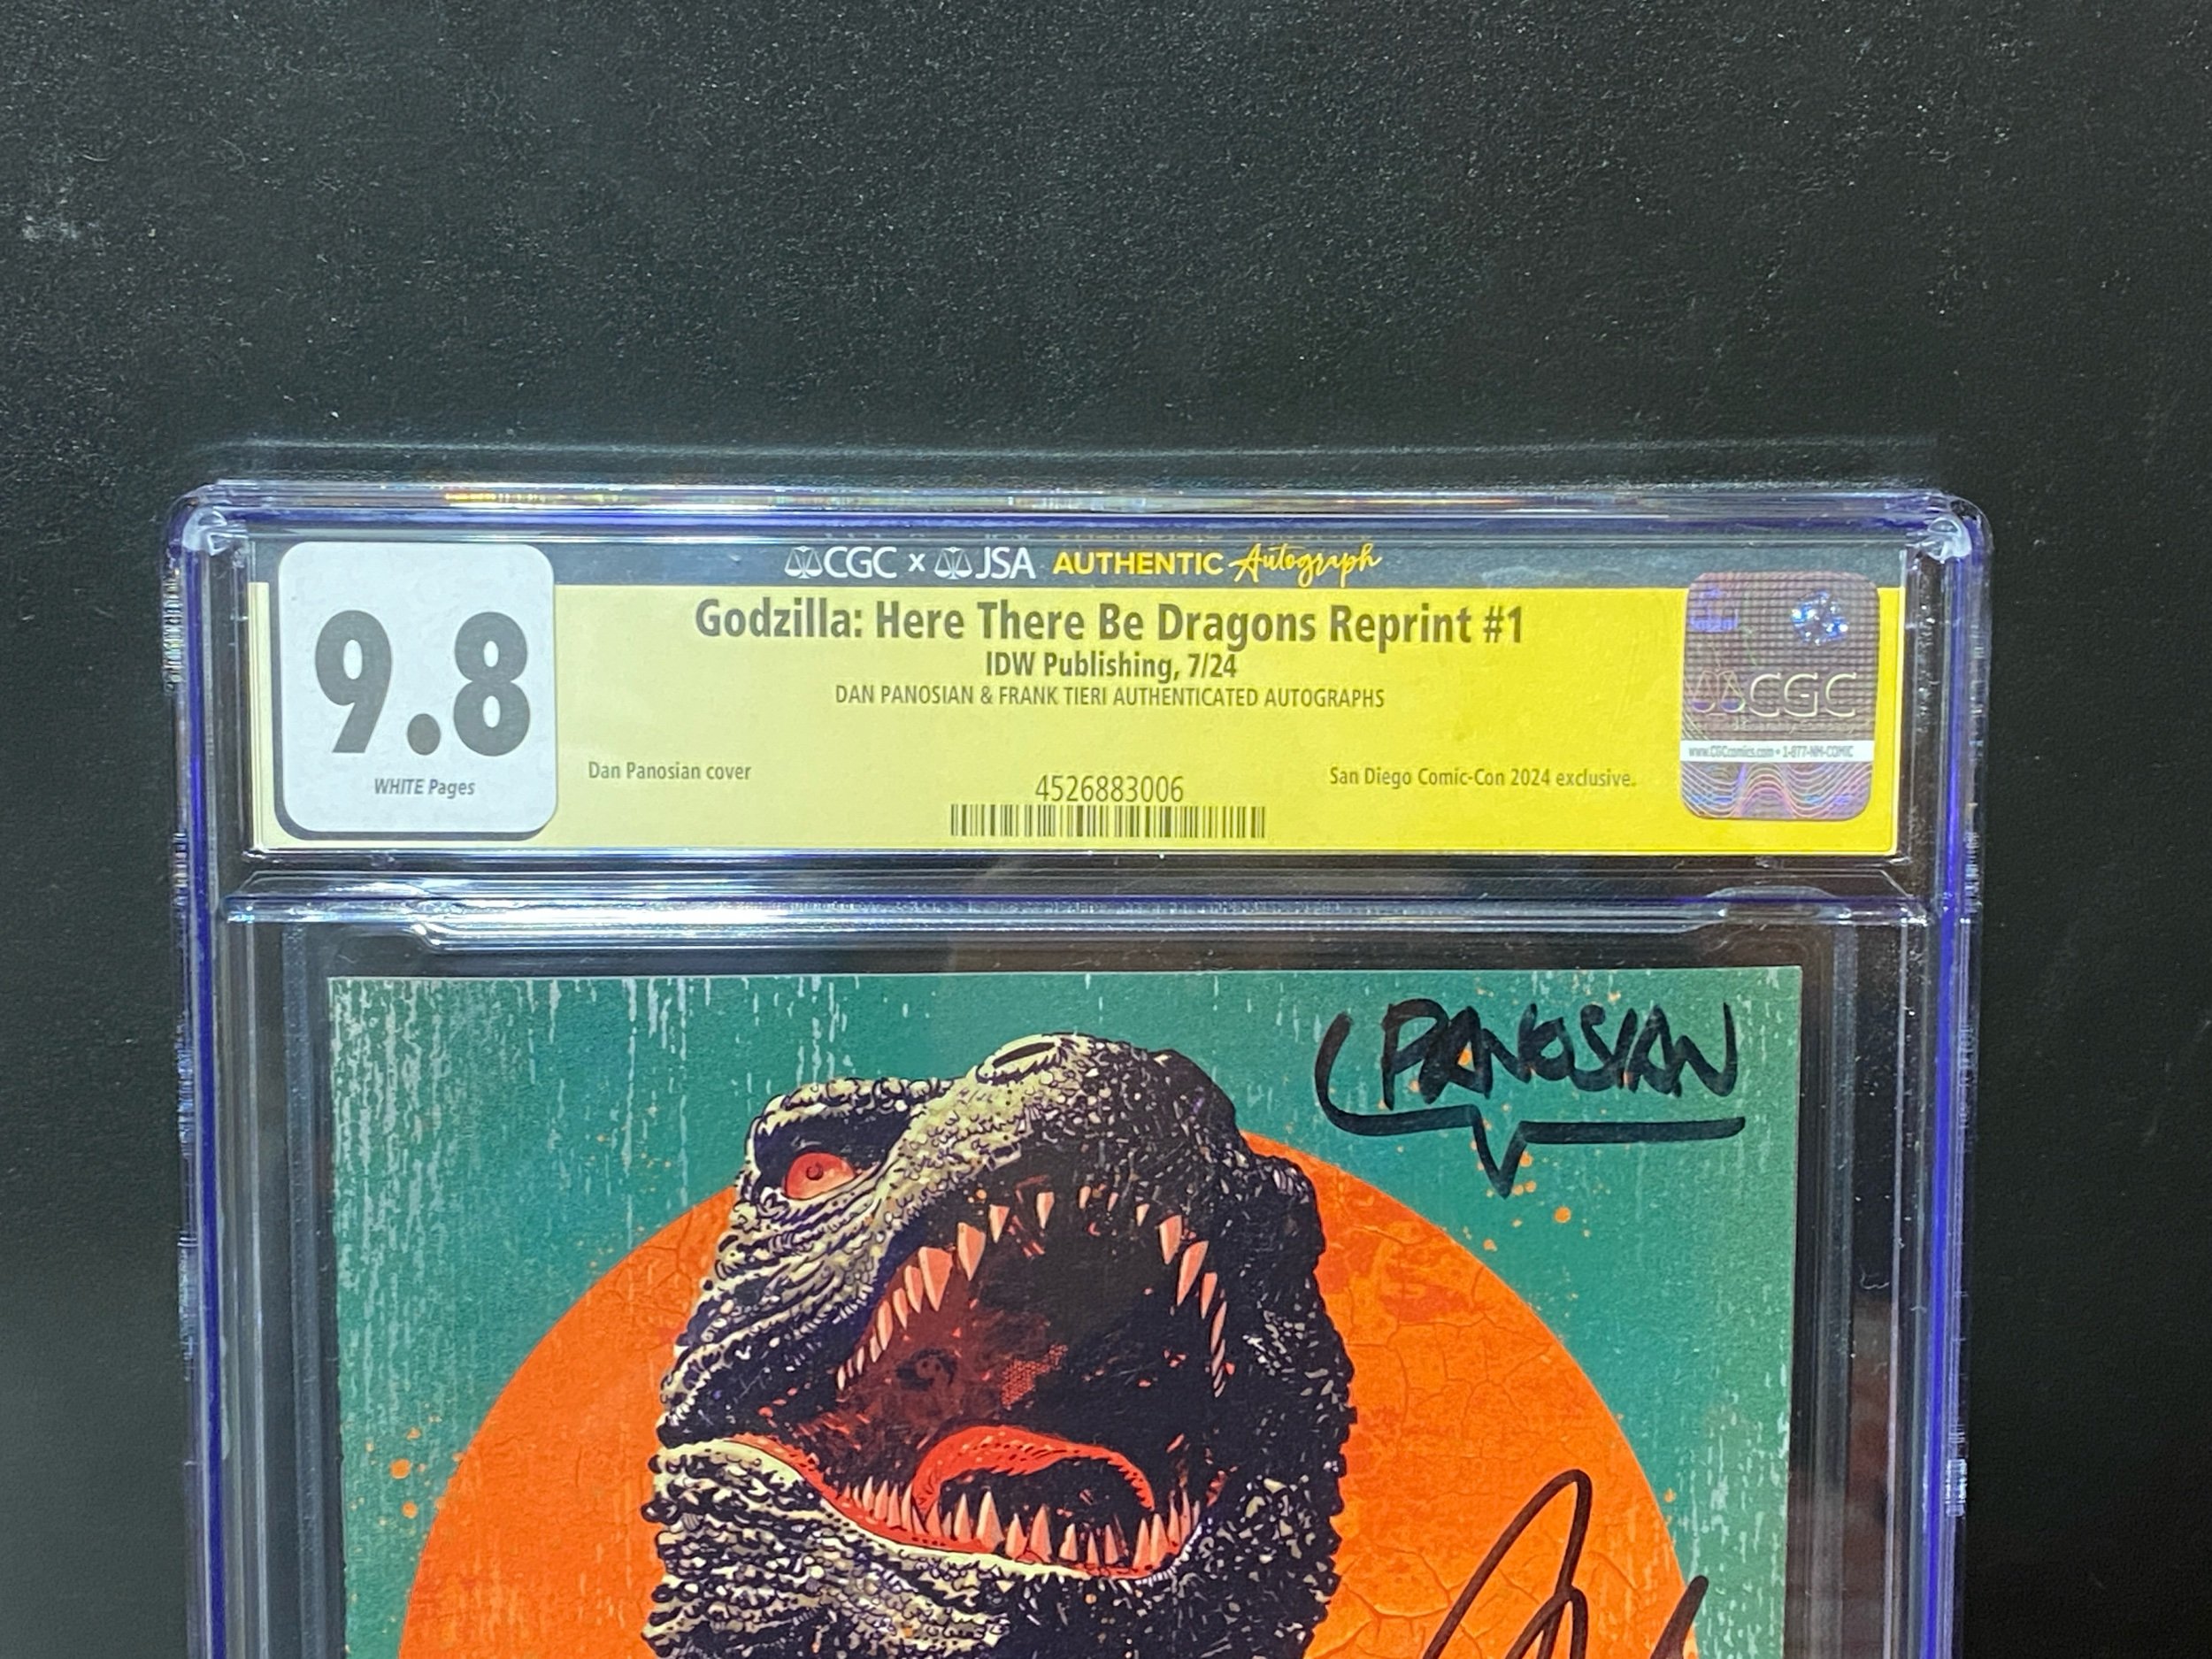 CGC x JSA AUTHENTIC Autograph
9.8
WHITE Pages
Godzilla: Here There Be Dragons Reprint #1
IDW Publishing, 7/24
DAN PANOSIAN & FRANK TIERI AUTHENTICATED AUTOGRAPHS
Dan Panosian cover
4526883006
San Diego Comic-Con 2024 exclusive.
CGC
www.CGCcomics.com • 1-877-NM-COMIC
PANOSIAN